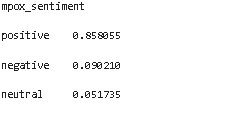 mpox_sentiment
positive 0.858055
negative 0.090210
neutral 0.051735